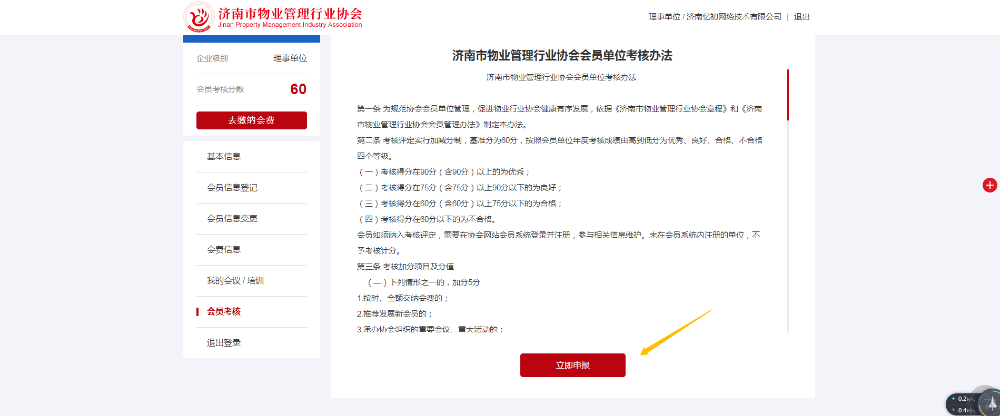 济南市物业管理行业协会
Jinan Property Management Industry Association
理事单位 / 济南忆初网络技术有限公司 | 退出
企业级别 理事单位
会员考核分数 60
去缴纳会费
基本信息
会员信息登记
会员信息变更
会费信息
我的会议 / 培训
会员考核
退出登录
济南市物业管理行业协会会员单位考核办法
济南市物业管理行业协会会员单位考核办法
第一条 为规范协会会员单位管理，促进物业行业协会健康有序发展，依据《济南市物业管理行业协会章程》和《济南
市物业管理行业协会会员管理办法》制定本办法。
第二条 考核评定实行加减分制，基准分为60分，按照会员单位年度考核成绩由高到低分为优秀、良好、合格、不合格
四个等级。
（一）考核得分在90分（含90分）以上的为优秀；
（二）考核得分在75分（含75分）以上90分以下的为良好；
（三）考核得分在60分（含60分）以上75分以下的为合格；
（四）考核得分在60分以下的为不合格。
会员如须纳入考核评定，需要在协会网站会员系统登录并注册，参与相关信息维护。未在会员系统内注册的单位，不
予考核计分。
第三条 考核加分项目及分值
（—）下列情形之一的，加分5分
1.按时、全额交纳会费的；
2.推荐发展新会员的；
3.承办协会组织的重要会议、重大活动的；
立即申报
0.2K/s
0.4K/s